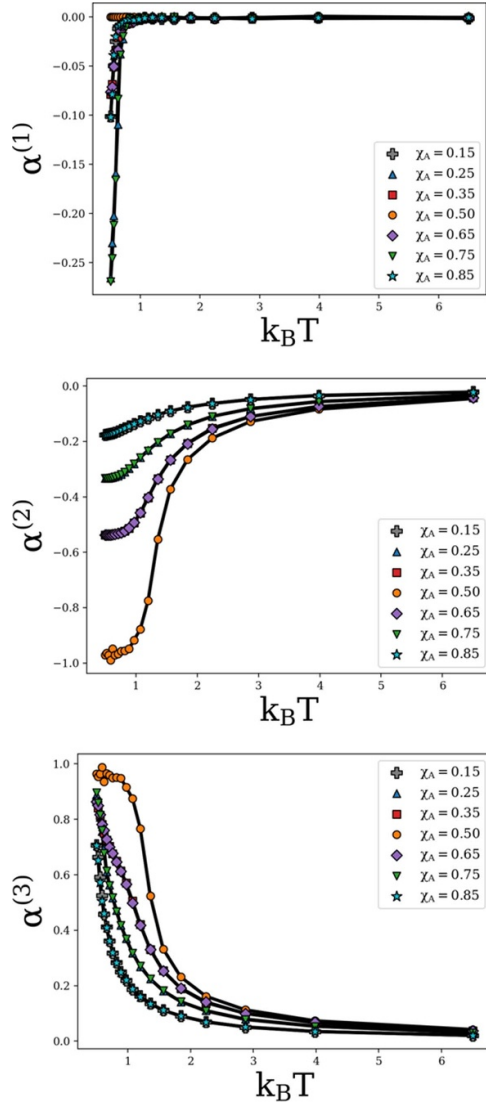 0.00
−0.05
−0.10
−0.15
−0.20
−0.25
α(1)
χA = 0.15
χA = 0.25
χA = 0.35
χA = 0.50
χA = 0.65
χA = 0.75
χA = 0.85
1 2 3 4 5 6
kBT
0.0
−0.2
−0.4
−0.6
−0.8
−1.0
α(2)
χA = 0.15
χA = 0.25
χA = 0.35
χA = 0.50
χA = 0.65
χA = 0.75
χA = 0.85
1 2 3 4 5 6
kBT
1.0
0.8
0.6
0.4
0.2
0.0
α(3)
χA = 0.15
χA = 0.25
χA = 0.35
χA = 0.50
χA = 0.65
χA = 0.75
χA = 0.85
1 2 3 4 5 6
kBT